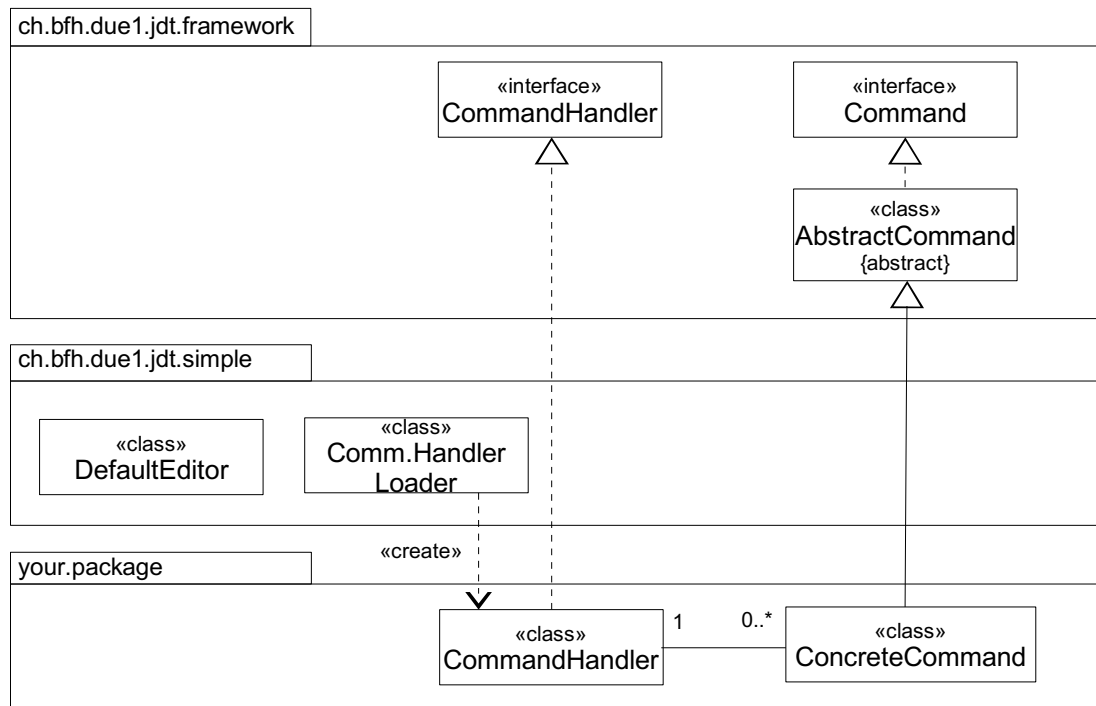 ch.bfh.due1.jdt.framework
«interface»
CommandHandler
«interface»
Command
«class»
AbstractCommand
{abstract}
ch.bfh.due1.jdt.simple
«class»
DefaultEditor
«class»
Comm.Handler
Loader
«create»
your.package
«class»
CommandHandler
1
0..*
«class»
ConcreteCommand